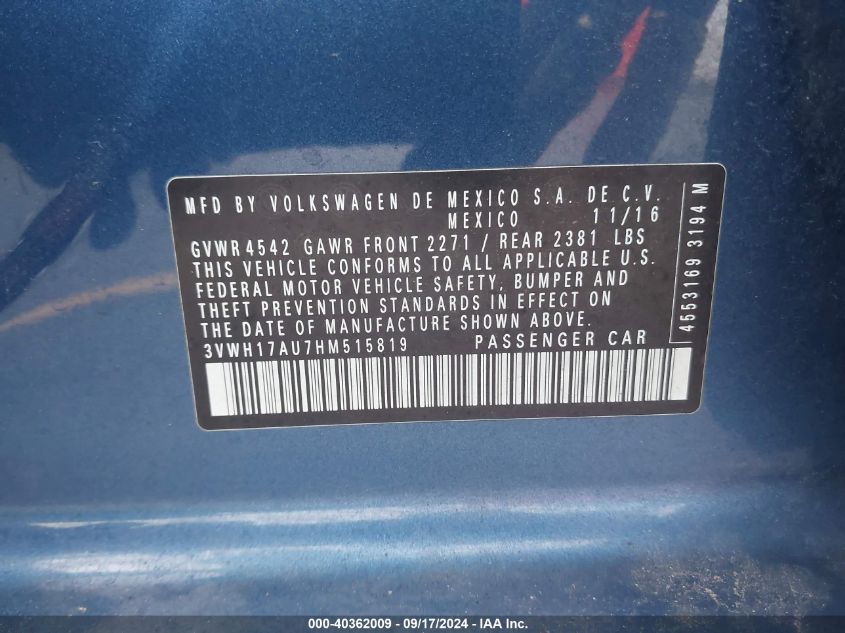 MFD BY VOLKSWAGEN DE MEXICO S.A. DE C.V.
MEXICO 11/16
GVWR 4542 GAWR FRONT 2271 / REAR 2381 LBS
THIS VEHICLE CONFORMS TO ALL APPLICABLE U.S.
FEDERAL MOTOR VEHICLE SAFETY, BUMPER AND
THEFT PREVENTION STANDARDS IN EFFECT ON
THE DATE OF MANUFACTURE SHOWN ABOVE.
3VWH17AU7HM515819 PASSENGER CAR
4553169 3194 M
000-40362009 - 09/17/2024 - IAA Inc.